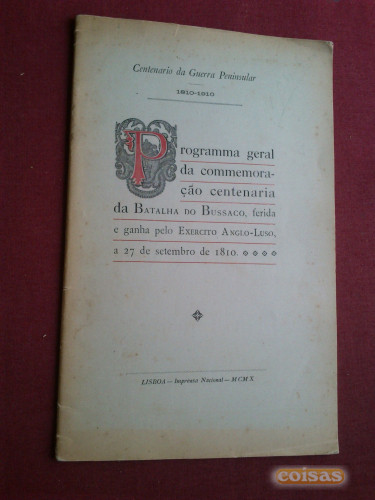 Centenario da Guerra Peninsular
1810-1910
Programma geral
da commemora-
ção centenaria
da BATALHA DO BUSSACO, ferida
e ganha pelo EXERCITO ANGLO-LUSO,
a 27 de setembro de 1810.
LISBOA — Imprensa Nacional — MCMX
coisas